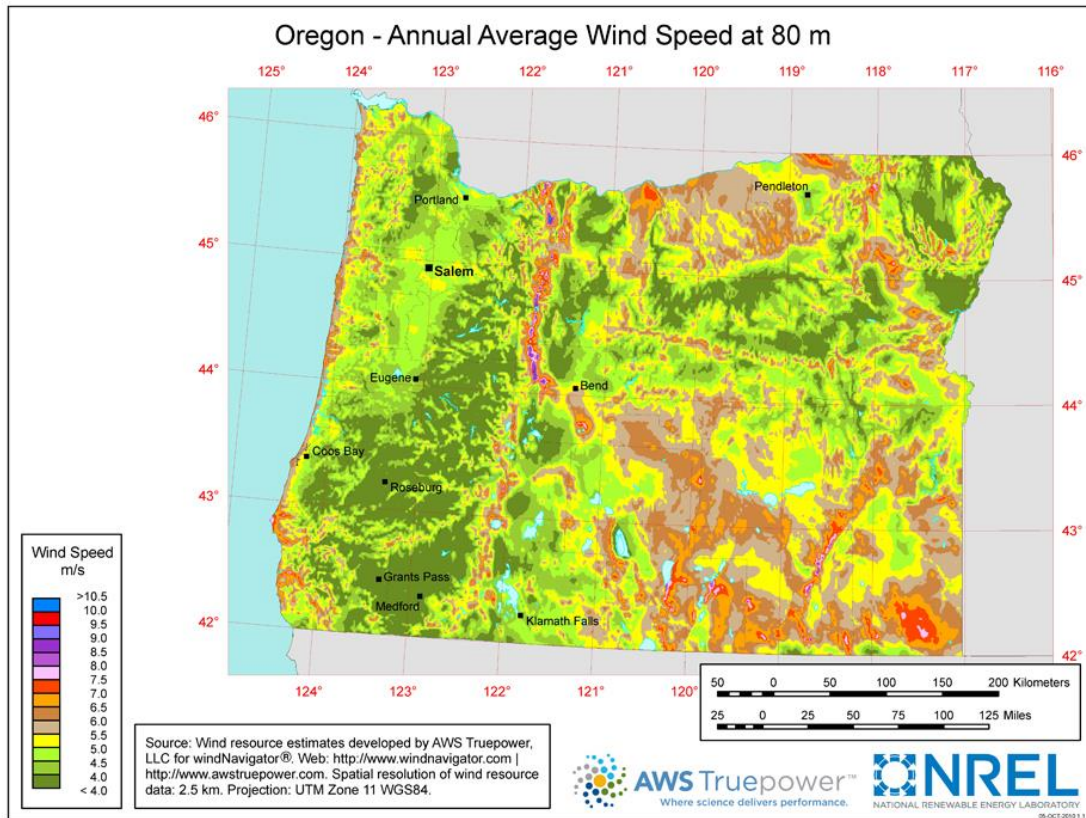 Oregon - Annual Average Wind Speed at 80 m
125° 124° 123° 122° 121° 120° 119° 118° 117° 116°
46° 46°
Pendleton
Portland
45° 45°
Salem
44° 44°
Eugene
Bend
Coos Bay
43° 43°
Roseburg
Grants Pass
Medford
Klamath Falls
42° 42°
124° 123° 122° 121° 120°
Wind Speed
m/s
>10.5
10.0
9.5
9.0
8.5
8.0
7.5
7.0
6.5
6.0
5.5
5.0
4.5
4.0
< 4.0
50 0 50 100 150 200 Kilometers
25 0 25 50 75 100 125 Miles
Source: Wind resource estimates developed by AWS Truepower,
LLC for windNavigator®. Web: http://www.windnavigator.com |
http://www.awstruepower.com. Spatial resolution of wind resource
data: 2.5 km. Projection: UTM Zone 11 WGS84.
AWS Truepower™
Where science delivers performance.
NREL
NATIONAL RENEWABLE ENERGY LABORATORY